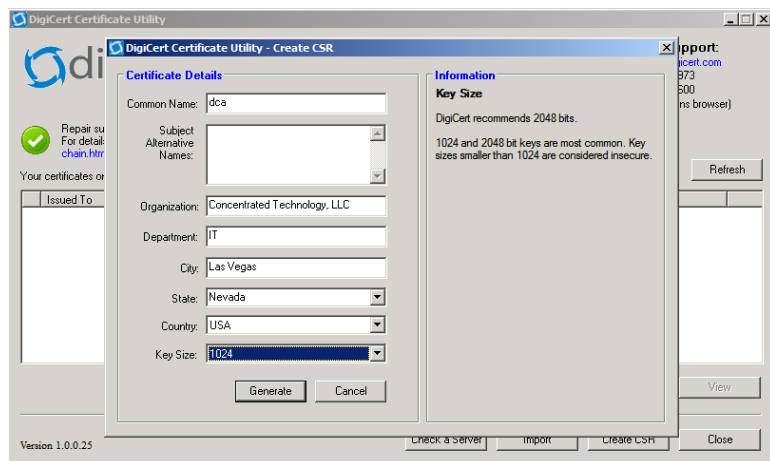 DigiCert Certificate Utility
DigiCert Certificate Utility - Create CSR
di
pport:
jicert.com
973
600
ns browser)
Repair su
For detail
chain.htm
Your certificates or
Refresh
Issued To
Certificate Details
Common Name: dca
Subject
Alternative
Names:
Organization: Concentrated Technology, LLC
Department: IT
City: Las Vegas
State: Nevada
Country: USA
Key Size: 1024
Generate Cancel
Information
Key Size
DigiCert recommends 2048 bits.
1024 and 2048 bit keys are most common. Key
sizes smaller than 1024 are considered insecure.
View
Version 1.0.0.25
Check a Server Import Create CSR Close